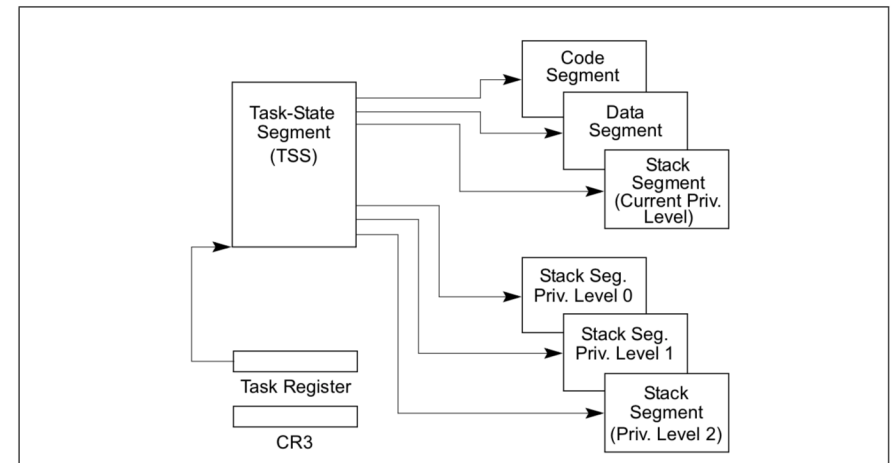 Code
Segment
Task-State
Segment
(TSS)
Data
Segment
Stack
Segment
(Current Priv.
Level)
Stack Seg.
Priv. Level 0
Stack Seg.
Priv. Level 1
Task Register
Stack
Segment
(Priv. Level 2)
CR3